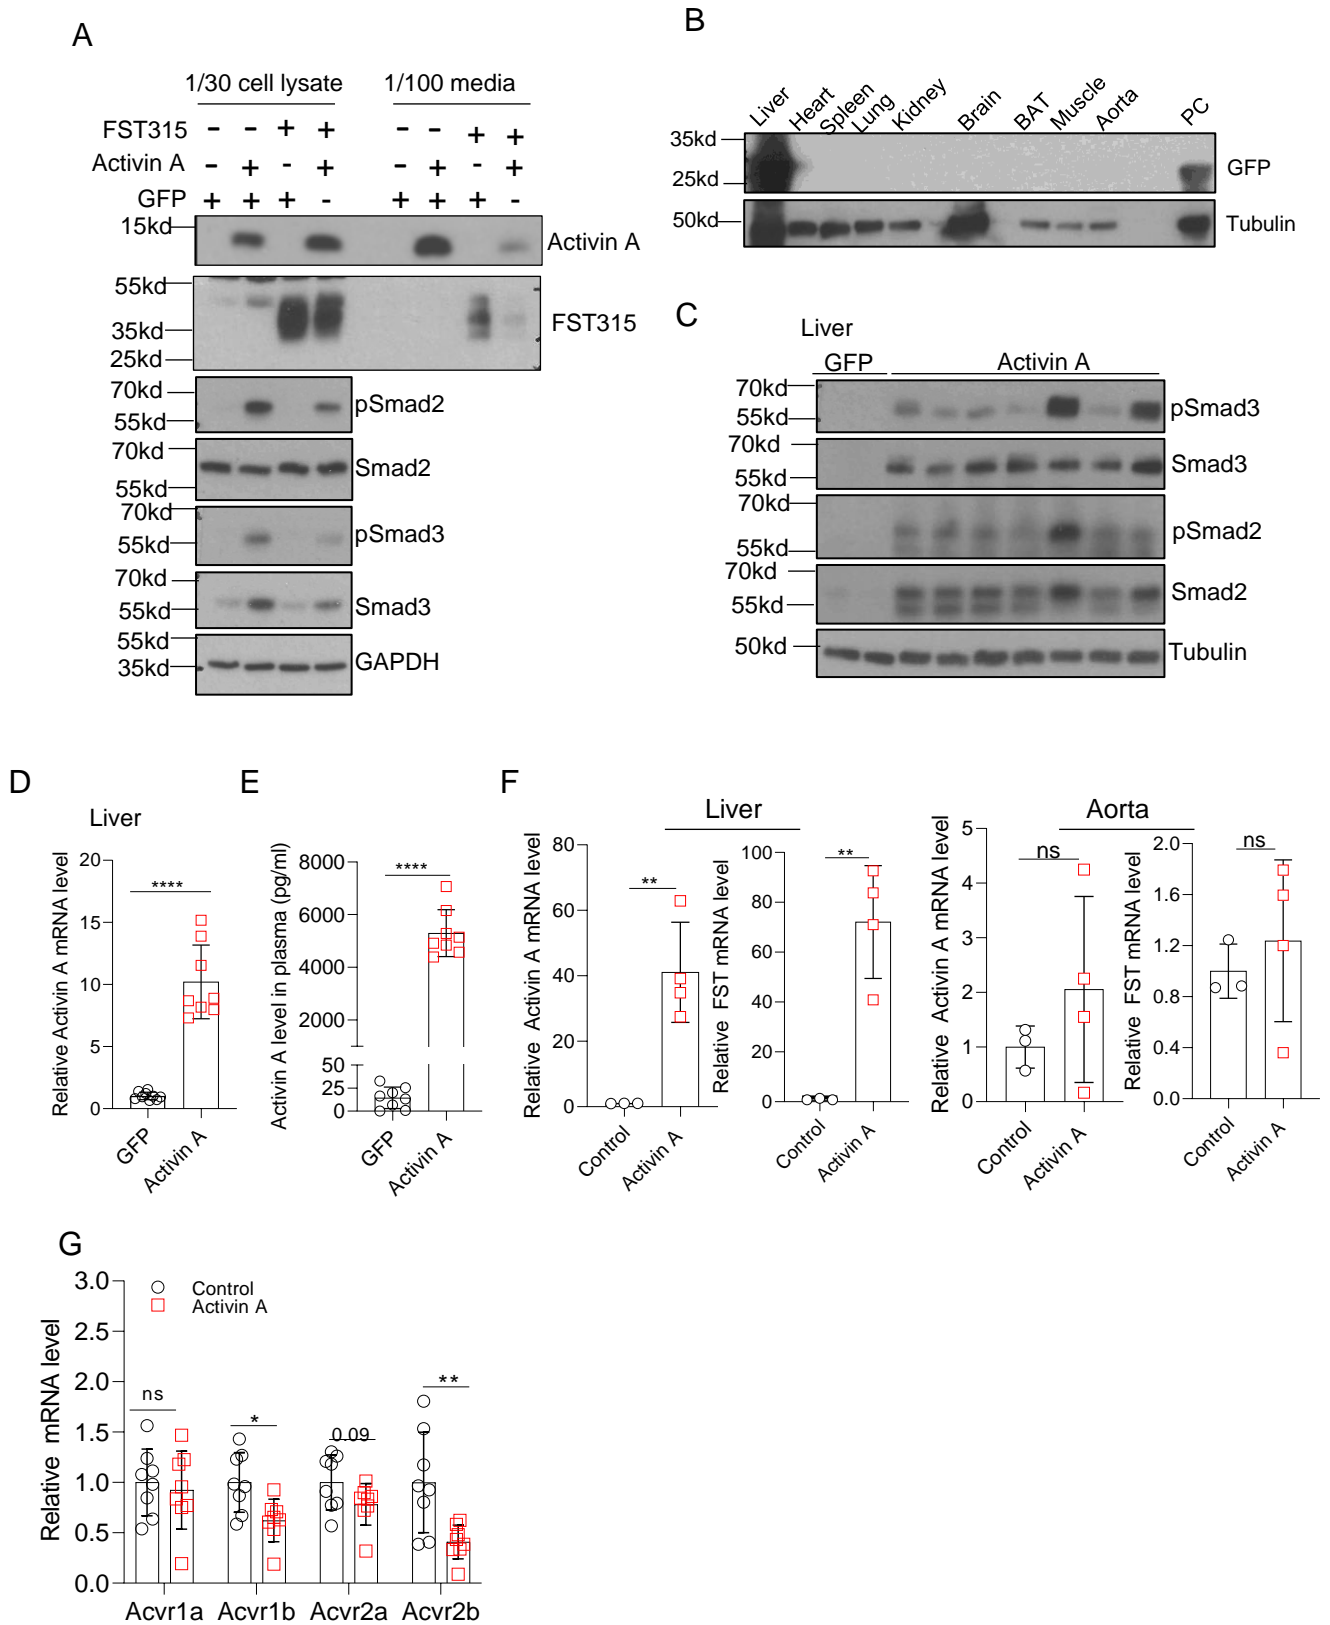 A
1/30 cell lysate 1/100 media
FST315 - - + + - - + +
Activin A - + - + - + - +
GFP + + + - + + + -
15kd Activin A
55kd
35kd FST315
25kd
70kd pSmad2
55kd
70kd Smad2
55kd
70kd pSmad3
55kd
70kd Smad3
55kd
55kd GAPDH
35kd
B
Liver Heart Spleen Lung Kidney Brain BAT Muscle Aorta PC
35kd GFP
25kd
50kd Tubulin
C
Liver
GFP Activin A
70kd pSmad3
55kd
70kd Smad3
55kd
70kd pSmad2
55kd
70kd Smad2
55kd
50kd Tubulin
D
Liver
Relative Activin A mRNA level
20
15
10
5
0
****
GFP Activin A
E
Activin A level in plasma (pg/ml)
8000
6000
4000
2000
50
25
0
****
GFP Activin A
F
Liver
Relative Activin A mRNA level
80
60
40
20
0
**
Control Activin A
Relative FST mRNA level
100
80
60
40
20
0
**
Control Activin A
Aorta
Relative Activin A mRNA level
5
4
3
2
1
0
ns
Control Activin A
Relative FST mRNA level
2.0
1.6
1.2
0.8
0.4
0.0
ns
Control Activin A
G
Relative mRNA level
3.0
2.5
2.0
1.5
1.0
0.5
0.0
Control
Activin A
ns * 0.09 **
Acvr1a Acvr1b Acvr2a Acvr2b